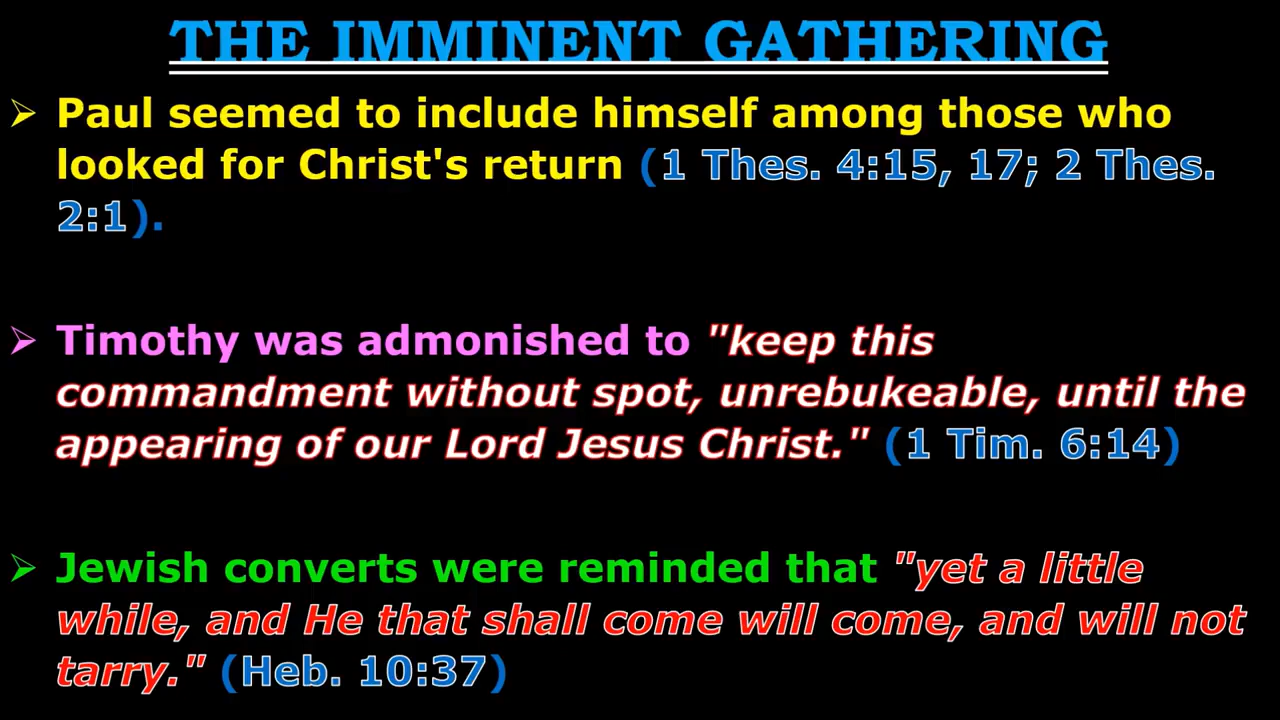 THE IMMINENT GATHERING
➢ Paul seemed to include himself among those who
looked for Christ's return (1 Thes. 4:15, 17; 2 Thes.
2:1).
➢ Timothy was admonished to "keep this
commandment without spot, unrebukeable, until the
appearing of our Lord Jesus Christ." (1 Tim. 6:14)
➢ Jewish converts were reminded that "yet a little
while, and He that shall come will come, and will not
tarry." (Heb. 10:37)